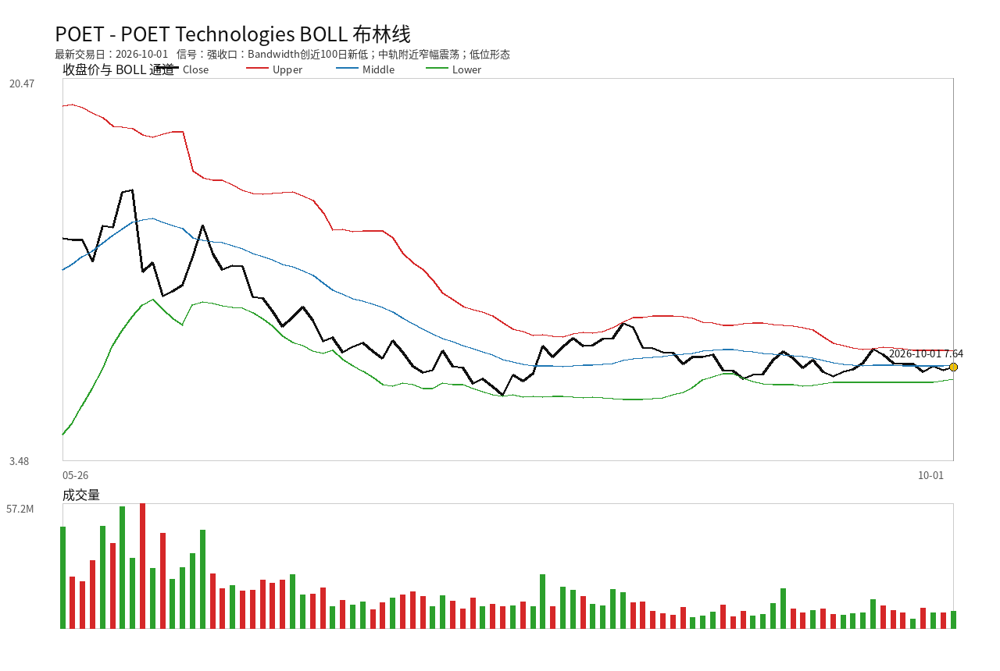 POET - POET Technologies BOLL 布林线
最新交易日：2026-10-01 信号：强收口：Bandwidth创近100日新低；中轨附近窄幅震荡；低位形态
收盘价与 BOLL 通道 Close Upper Middle Lower
20.47
2026-10-01 7.64
3.48
05-26 10-01
成交量
57.2M